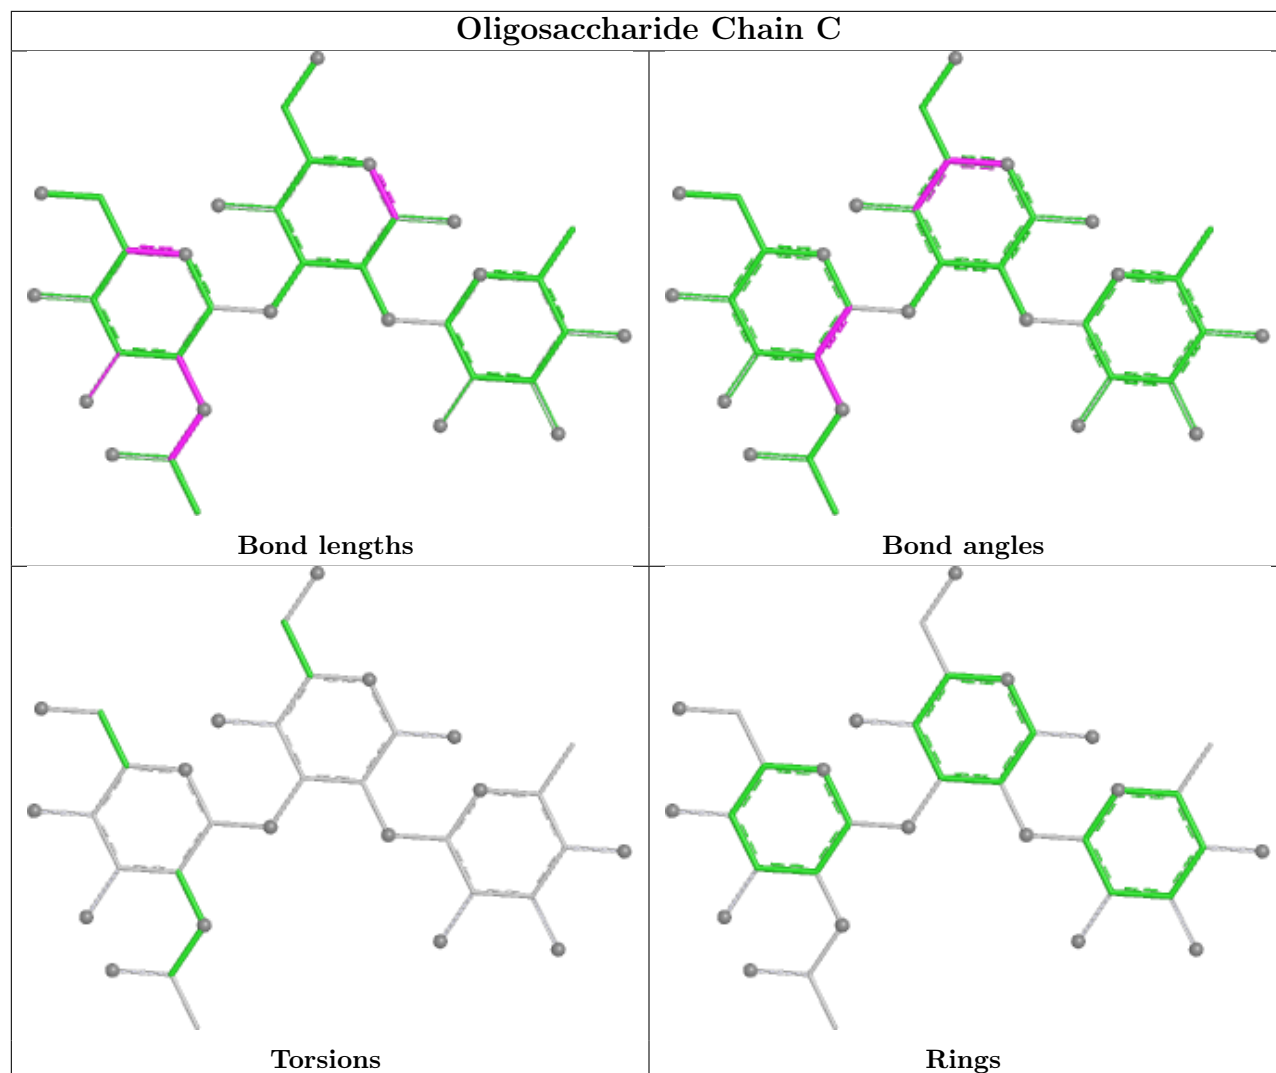 Oligosaccharide Chain C
Bond lengths
Bond angles
Torsions
Rings